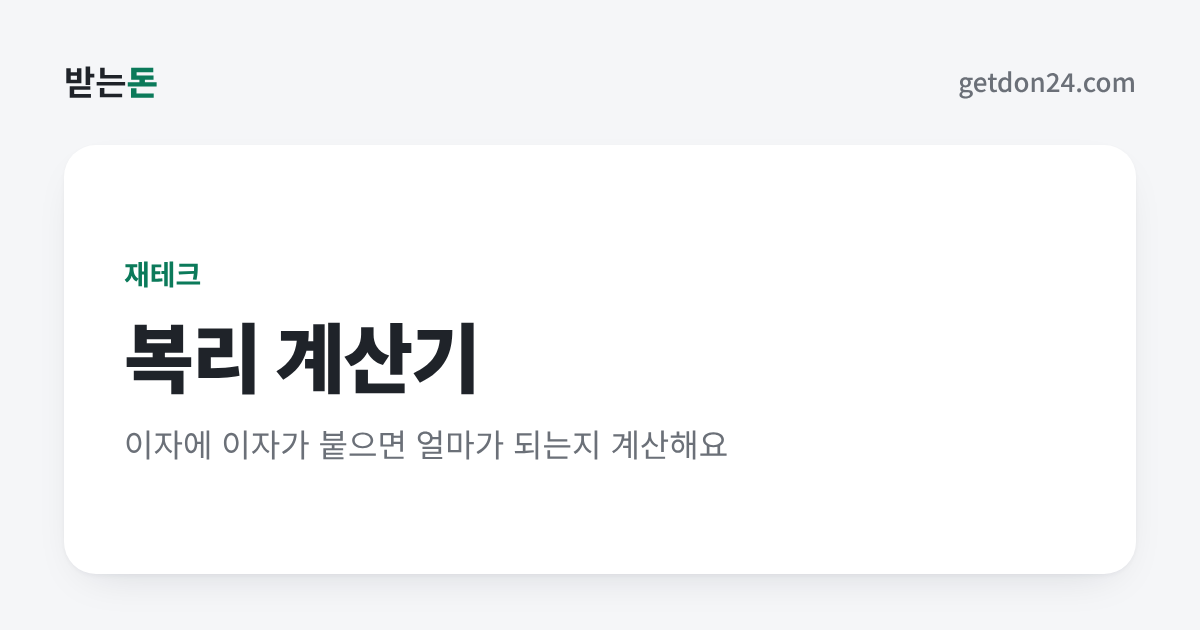 받는돈
getdon24.com
재테크
복리 계산기
이자에 이자가 붙으면 얼마가 되는지 계산해요